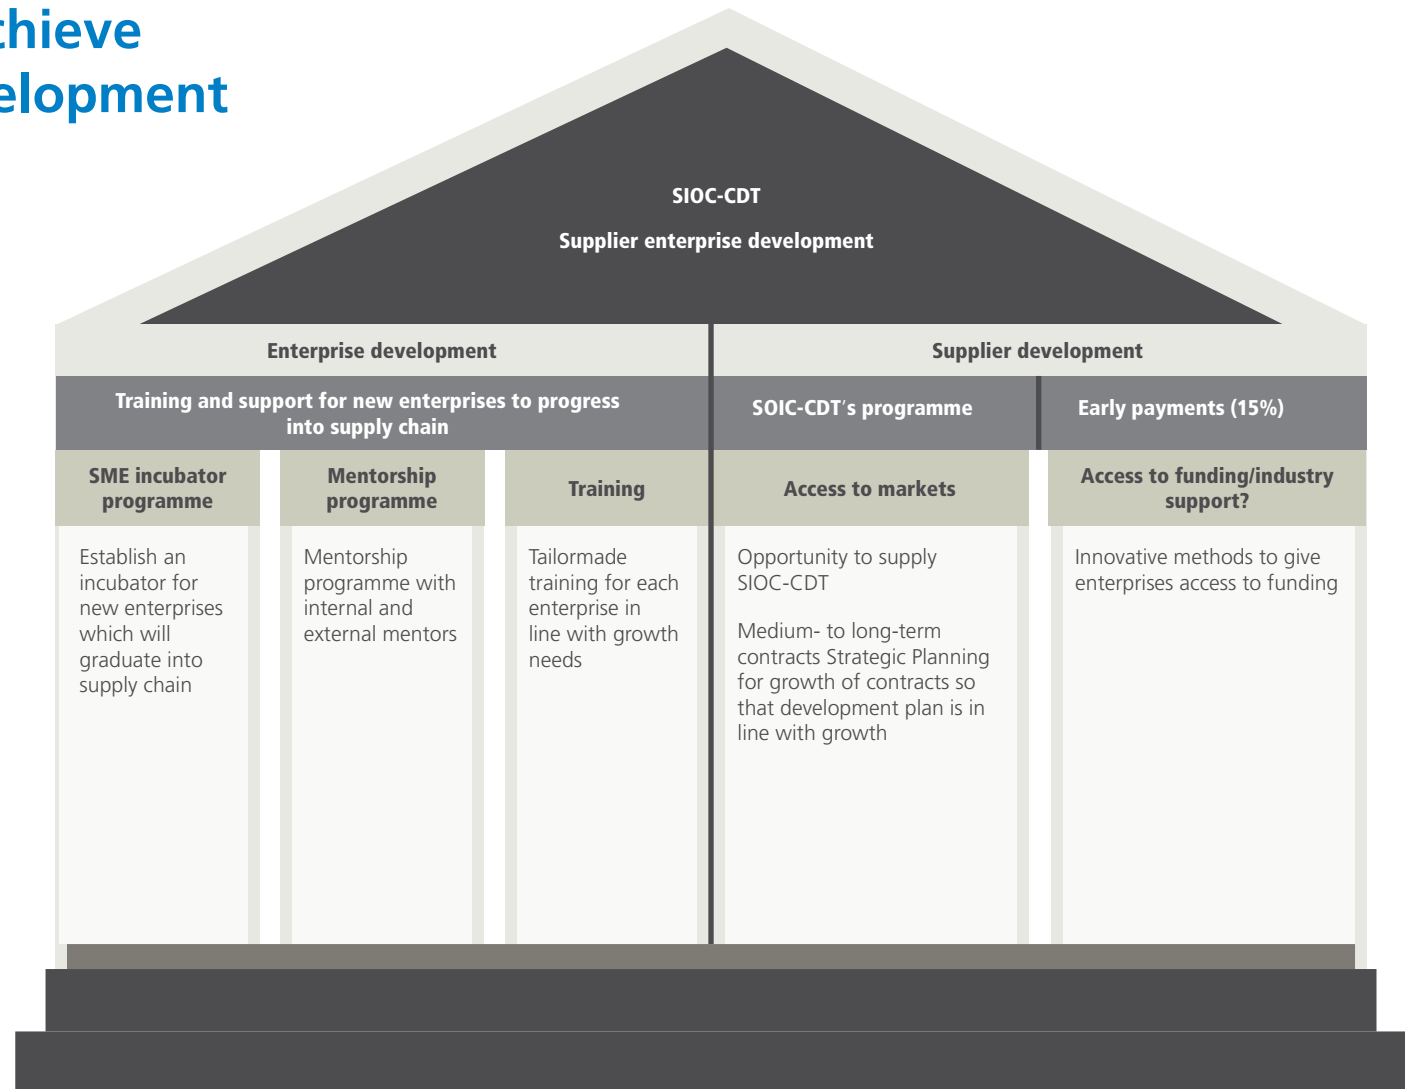 chieve
elopment
SIOC-CDT
Supplier enterprise development
Enterprise development
Supplier development
Training and support for new enterprises to progress
into supply chain
SOIC-CDT's programme
Early payments (15%)
SME incubator
programme
Mentorship
programme
Training
Access to markets
Access to funding/industry
support?
Establish an
incubator for
new enterprises
which will
graduate into
supply chain
Mentorship
programme with
internal and
external mentors
Tailormade
training for each
enterprise in
line with growth
needs
Opportunity to supply
SIOC-CDT
Medium- to long-term
contracts Strategic Planning
for growth of contracts so
that development plan is in
line with growth
Innovative methods to give
enterprises access to funding